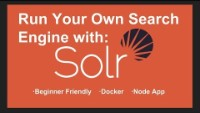 Run Your Own Search
Engine with:
Solr
·Beginner Friendly ·Docker ·Node App